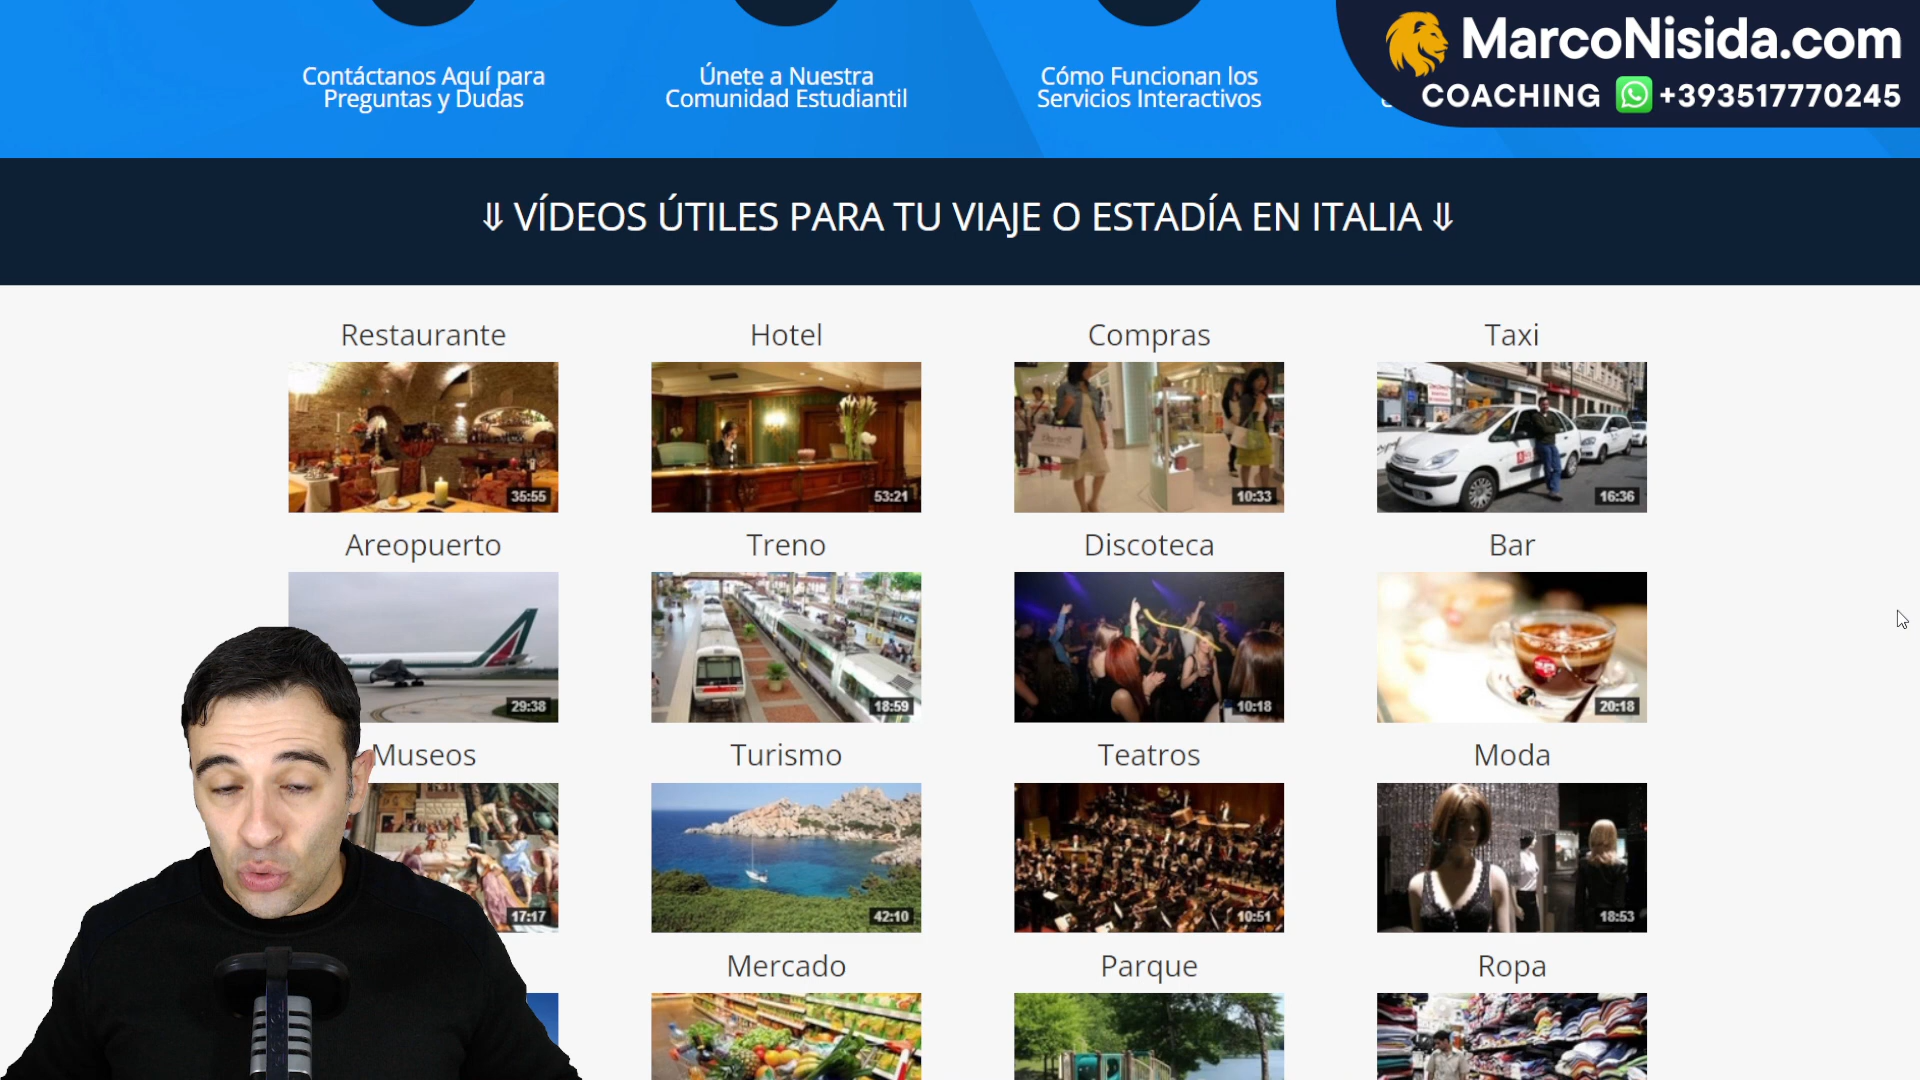 MarcoNisida.com
COACHING +393517770245
Contáctanos Aquí para
Preguntas y Dudas
Únete a Nuestra
Comunidad Estudiantil
Cómo Funcionan los
Servicios Interactivos
⇓ VÍDEOS ÚTILES PARA TU VIAJE O ESTADÍA EN ITALIA ⇓
Restaurante
Hotel
Compras
Taxi
35:55
53:21
10:33
16:36
Areopuerto
Treno
Discoteca
Bar
29:38
18:59
10:18
20:18
Museos
Turismo
Teatros
Moda
17:17
42:10
10:51
18:53
Mercado
Parque
Ropa